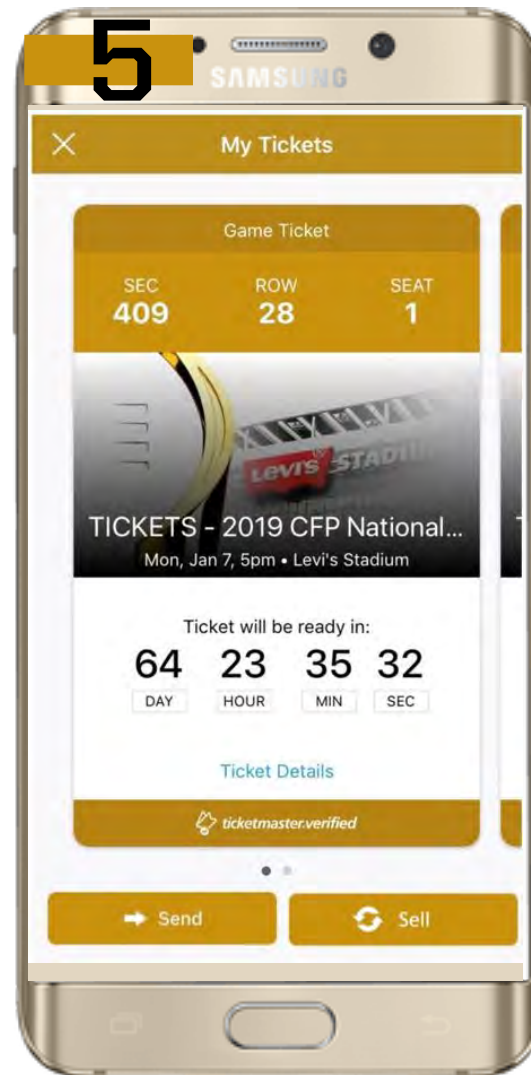 5
SAMSUNG
My Tickets
Game Ticket
SEC ROW SEAT
409 28 1
LEVI'S STADIUM
TICKETS - 2019 CFP National...
Mon, Jan 7, 5pm • Levi's Stadium
Ticket will be ready in:
64 23 35 32
DAY HOUR MIN SEC
Ticket Details
ticketmaster.verified
Send Sell